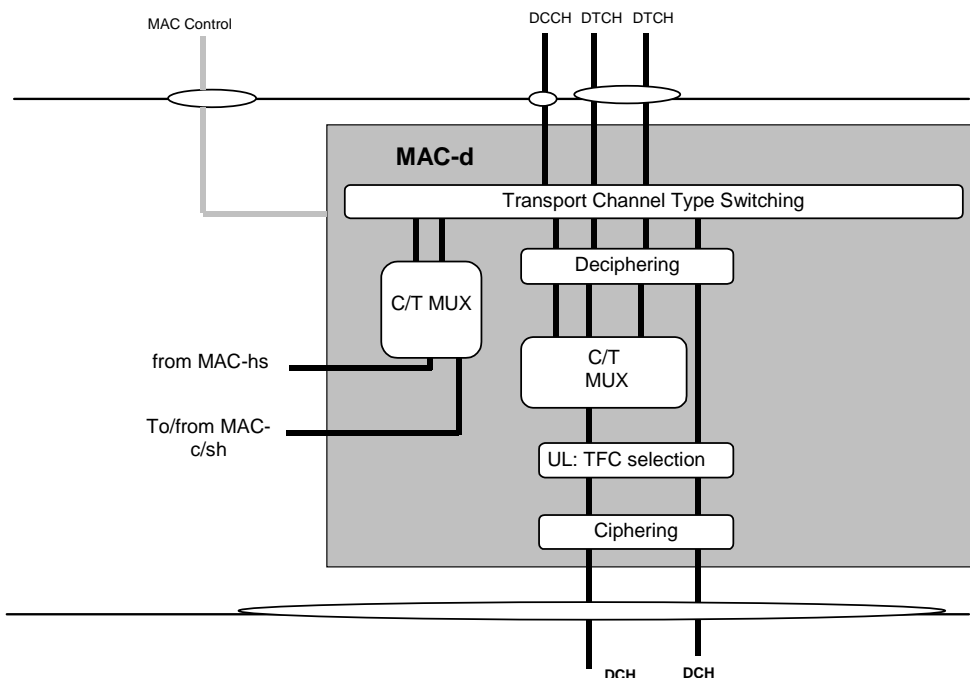 MAC Control
DCCH DTCH DTCH
MAC-d
Transport Channel Type Switching
Deciphering
C/T MUX
from MAC-hs
C/T
MUX
To/from MAC-
c/sh
UL: TFC selection
Ciphering
DCH DCH